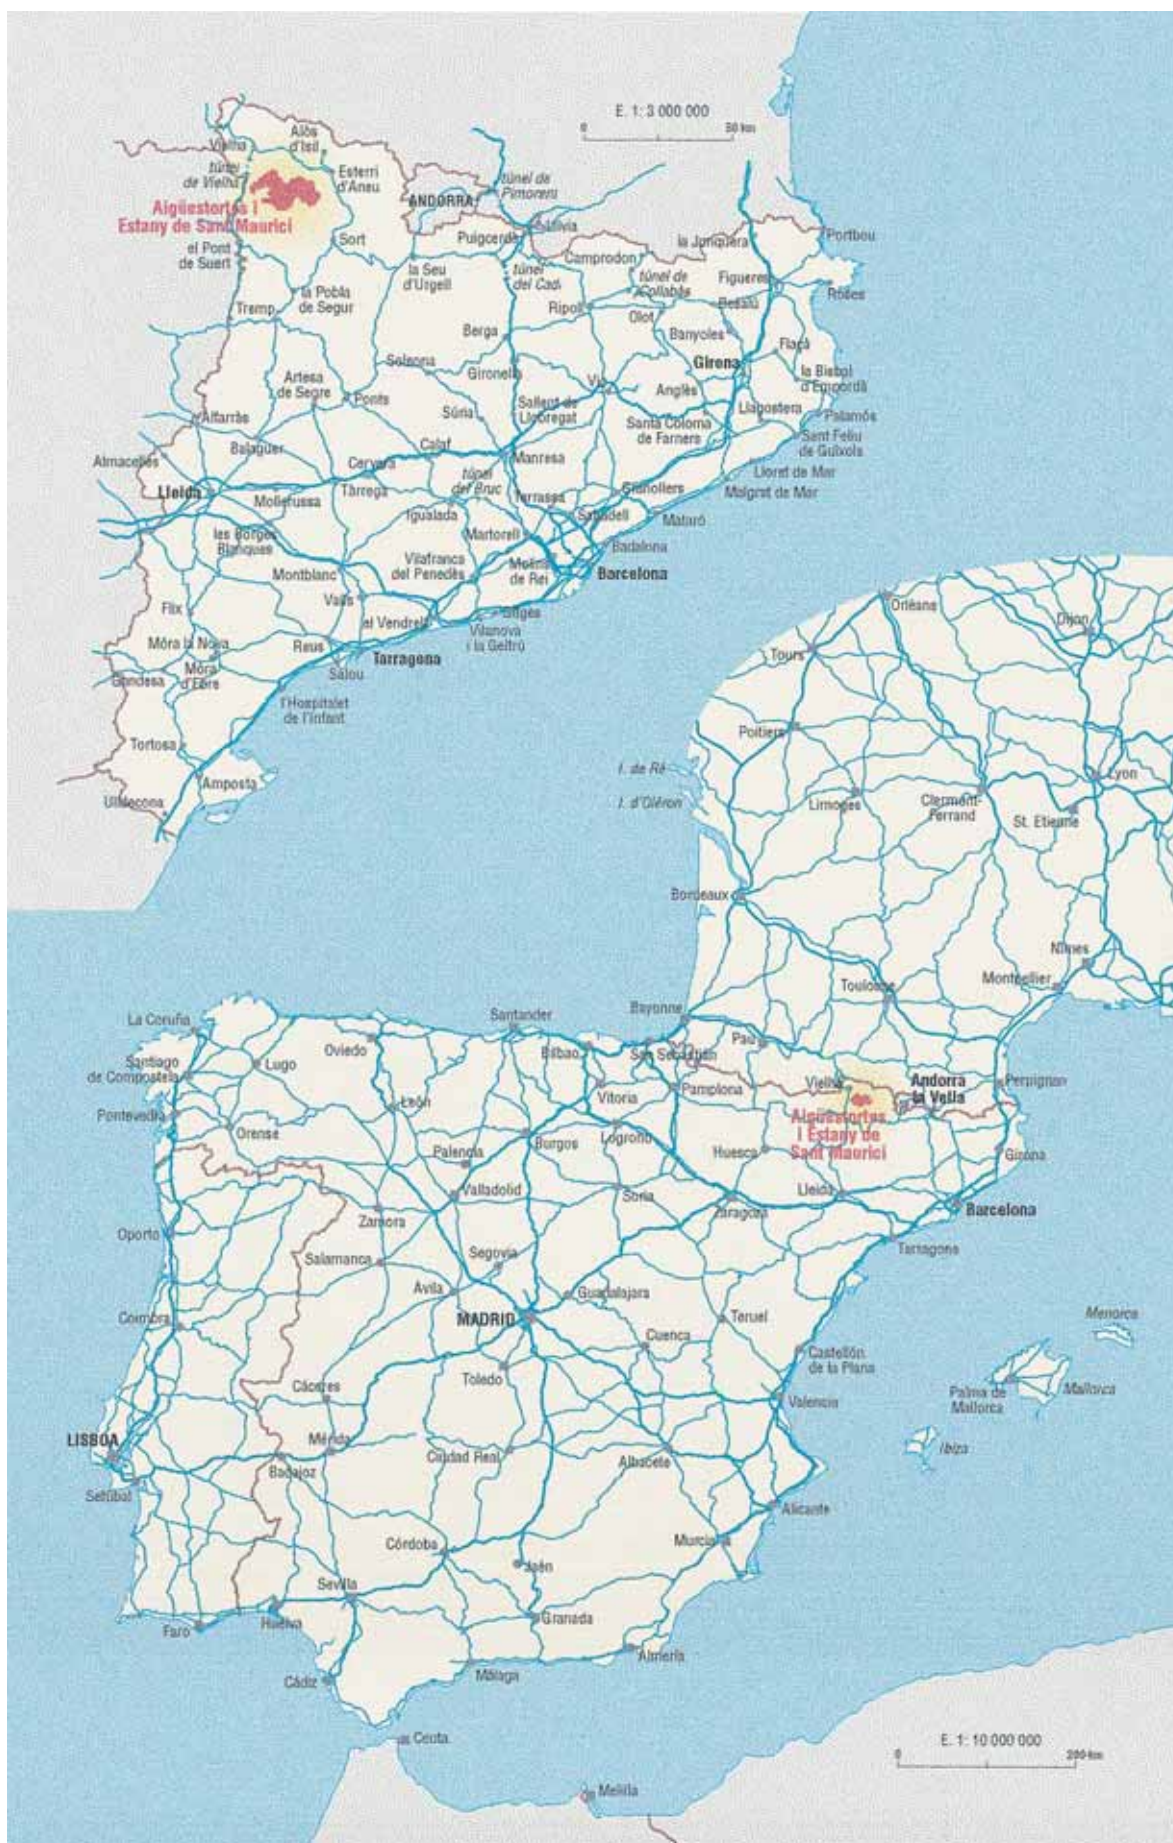 E. 1: 3 000 000
0
50 km
Alòs
d'Isil
Vielha
túnel
de Vielha
Esterri
d'Àneu
ANDORRA
túnel de
Pimorent
Aigüestortes i
Estany de Sant Maurici
Llívia
Puigcerdà
Portbou
la Jonquera
Sort
el Pont
de Suert
Camprodon
la Seu
d'Urgell
túnel
del Cadí
túnel de
Collabós
Figueres
Roses
la Pobla
de Segur
Tremp
Ripoll
Olot
Besalú
Berga
Banyoles
Flaçà
Solsona
Gironella
Girona
Artesa
de Segre
Ponts
Vic
Anglès
la Bisbal
d'Empordà
Súria
Sallent de
Llobregat
Llagostera
Palamós
Alfarràs
Santa Coloma
de Farners
Sant Feliu
de Guíxols
Balaguer
Calaf
Almacelles
Cervera
Manresa
Lloret de Mar
Malgrat de Mar
Lleida
Mollerussa
Tàrrega
túnel
del Bruc
Terrassa
Granollers
Igualada
Sabadell
Mataró
les Borges
Blanques
Martorell
Badalona
Montblanc
Vilafranca
del Penedès
Molins
de Rei
Barcelona
Valls
Flix
el Vendrell
Sitges
Vilanova
i la Geltrú
Móra la Nova
Reus
Tarragona
Gandesa
Móra
d'Ebre
Salou
l'Hospitalet
de l'Infant
Tortosa
Amposta
Ulldecona
Orléans
Dijon
Tours
Poitiers
I. de Ré
Lyon
I. d'Oléron
Limoges
Clermont-
Ferrand
St. Etienne
Bordeaux
Nîmes
Toulouse
Montpellier
Bayonne
Santander
La Coruña
Oviedo
Bilbao
San Sebastián
Pau
Santiago
de Compostela
Lugo
Vielha
Andorra
la Vella
Perpignan
Vitoria
Pamplona
Pontevedra
León
Aigüestortes
i Estany de
Sant Maurici
Orense
Burgos
Logroño
Huesca
Girona
Palencia
Valladolid
Soria
Lleida
Zaragoza
Barcelona
Zamora
Oporto
Tarragona
Salamanca
Segovia
Ávila
Guadalajara
MADRID
Teruel
Menorca
Coimbra
Cuenca
Castellón
de la Plana
Toledo
Cáceres
Valencia
Palma de
Mallorca
Mallorca
LISBOA
Mérida
Ciudad Real
Albacete
Ibiza
Badajoz
Setúbal
Alicante
Córdoba
Murcia
Jaén
Sevilla
Huelva
Granada
Faro
Almería
Málaga
Cádiz
Ceuta
E. 1: 10 000 000
0
200 km
Melilla